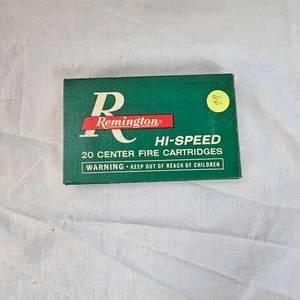 R
Remington
HI-SPEED
20 CENTER FIRE CARTRIDGES
WARNING • KEEP OUT OF REACH OF CHILDREN